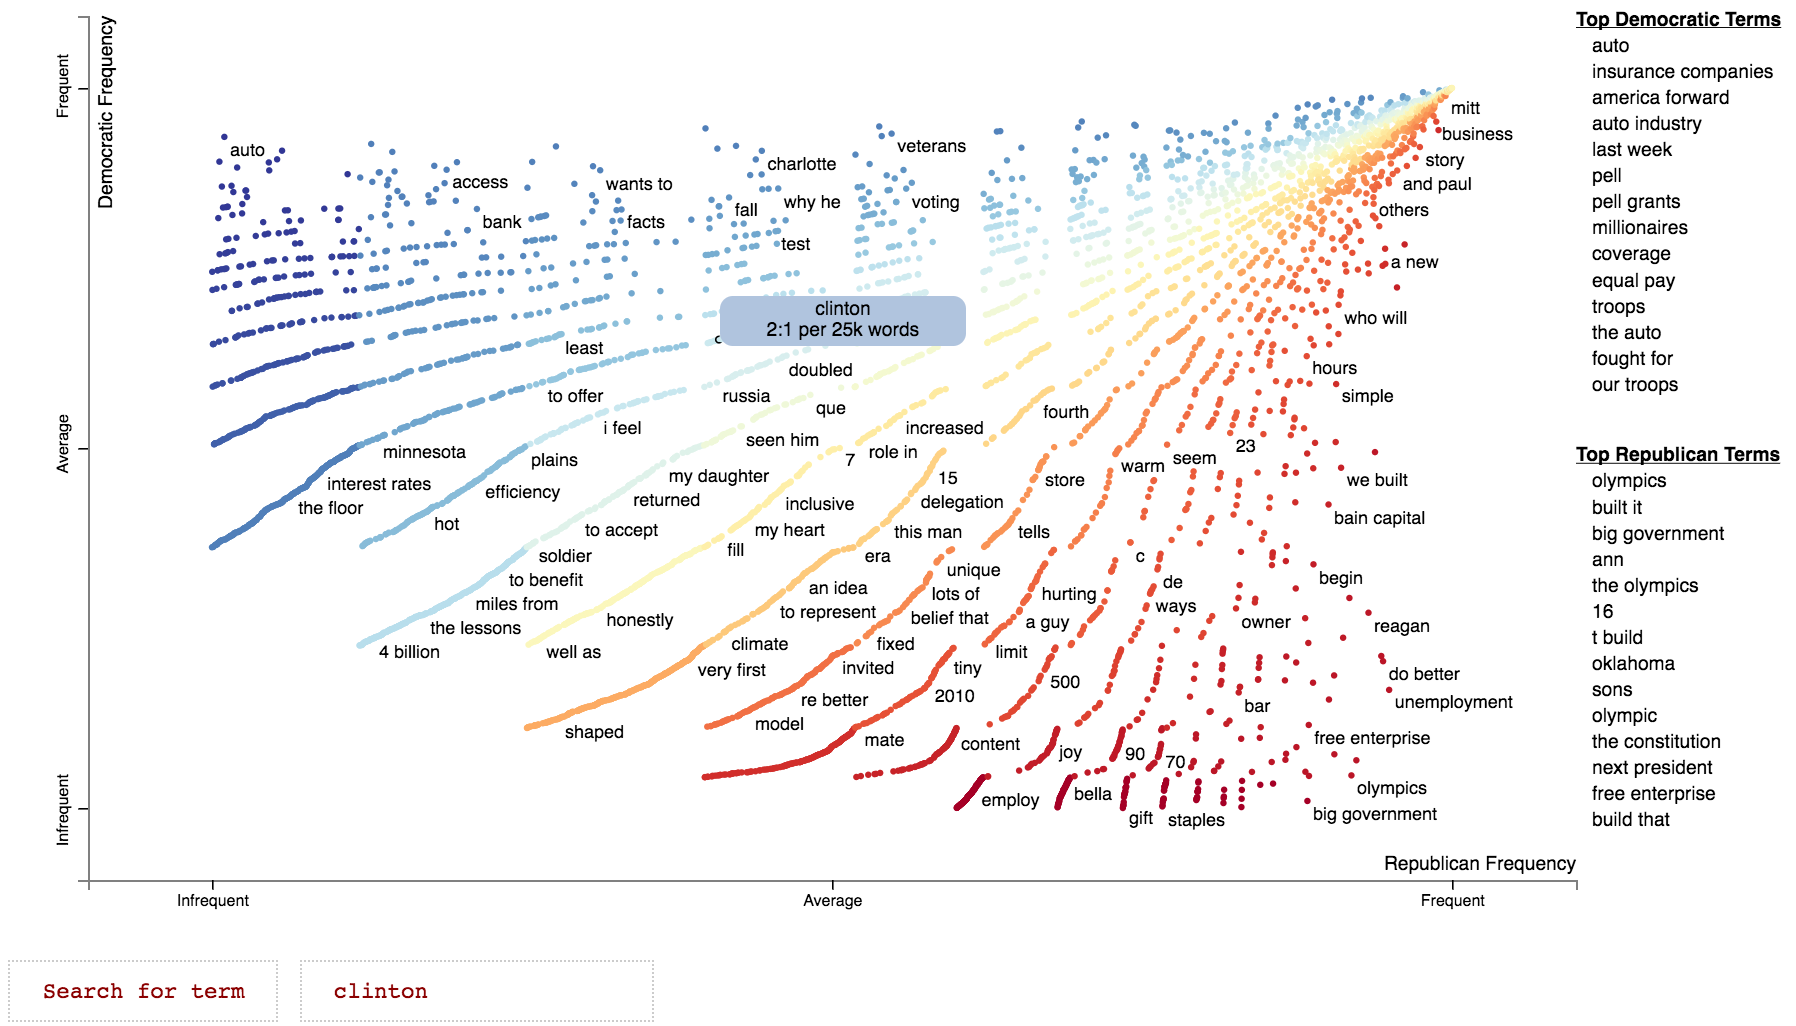 Democratic Frequency
Frequent
Average
Infrequent
auto
access
bank
wants to
facts
charlotte
why he
fall
test
veterans
voting
mitt
business
story
and paul
others
a new
who will
hours
simple
clinton
2:1 per 25k words
least
to offer
i feel
doubled
russia
que
seen him
increased
fourth
7
role in
minnesota
plains
interest rates
the floor
efficiency
hot
my daughter
returned
to accept
inclusive
my heart
15
delegation
this man
store
warm
seem
23
we built
bain capital
tells
soldier
to benefit
miles from
the lessons
4 billion
fill
era
an idea
to represent
unique
lots of
belief that
hurting
a guy
c
de
ways
begin
owner
reagan
honestly
well as
climate
very first
fixed
invited
limit
tiny
2010
500
do better
unemployment
bar
shaped
re better
model
mate
content
joy
90
70
free enterprise
olympics
big government
employ
bella
gift
staples
Republican Frequency
Infrequent
Average
Frequent
Top Democratic Terms
auto
insurance companies
america forward
auto industry
last week
pell
pell grants
millionaires
coverage
equal pay
troops
the auto
fought for
our troops
Top Republican Terms
olympics
built it
big government
ann
the olympics
16
t build
oklahoma
sons
olympic
the constitution
next president
free enterprise
build that
Search for term
clinton